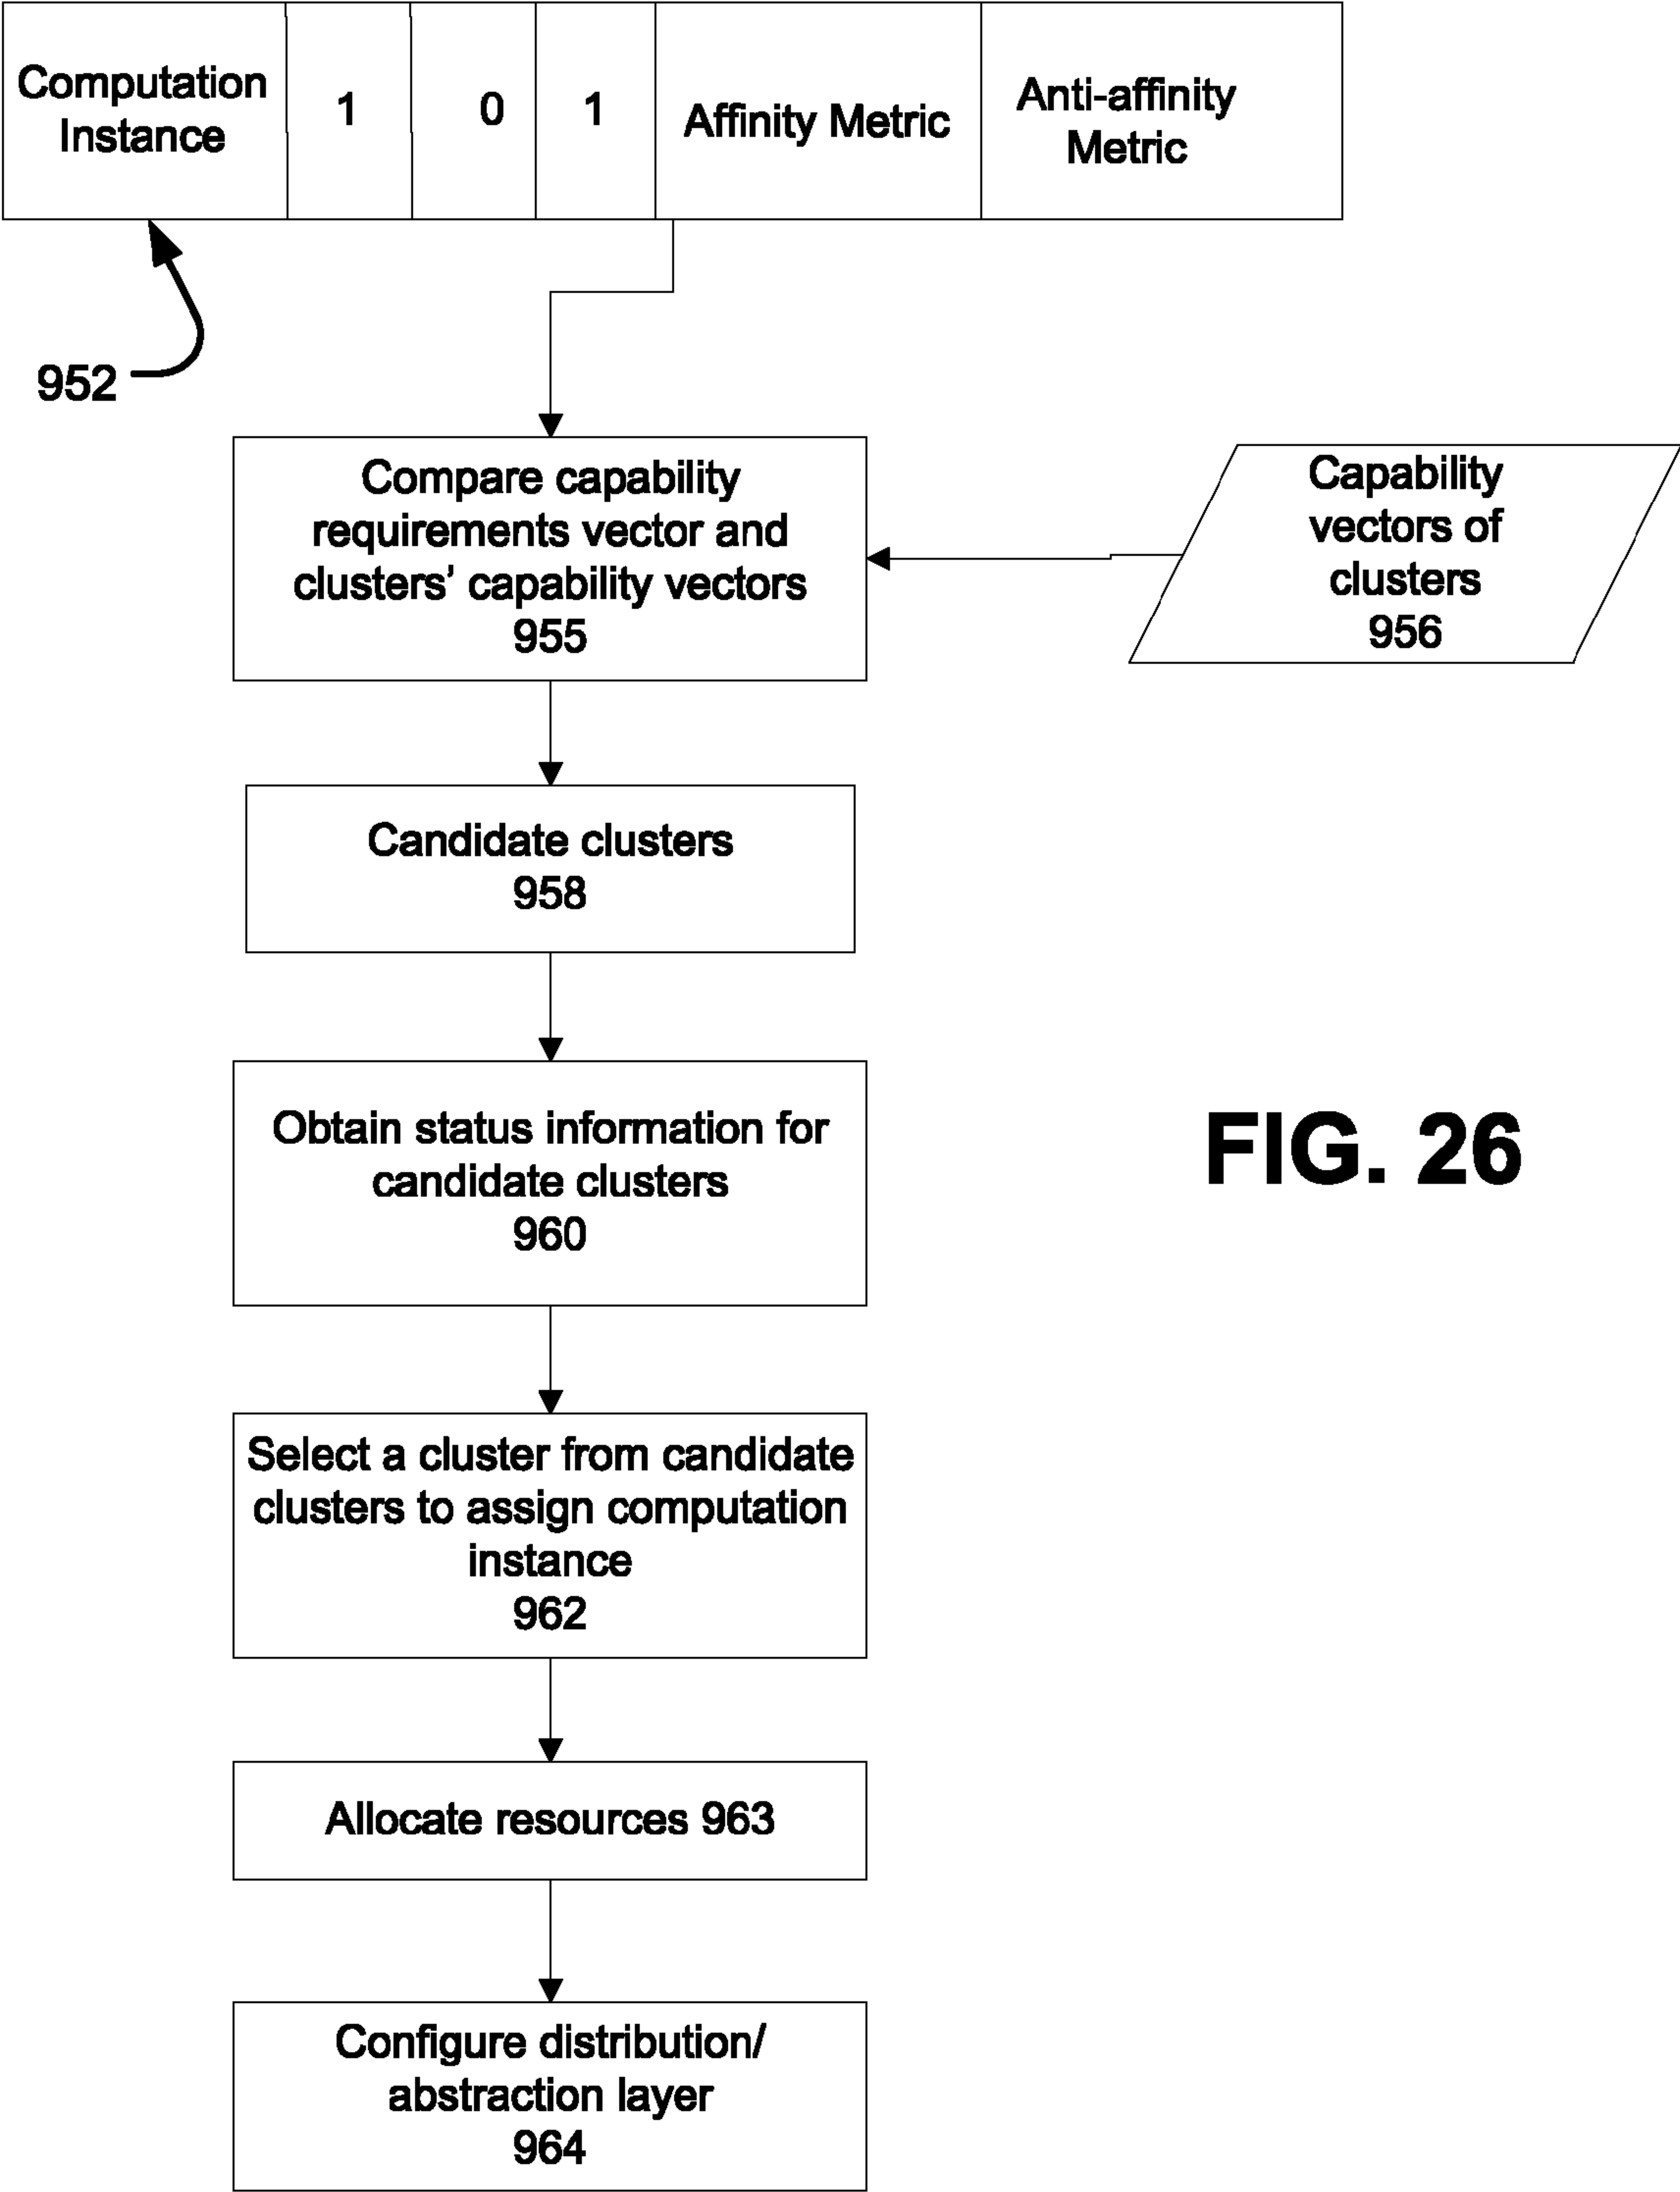 Computation
Instance
1
0
1
Affinity Metric
Anti-affinity
Metric
952
Compare capability
requirements vector and
clusters’ capability vectors
955
Capability
vectors of
clusters
956
Candidate clusters
958
Obtain status information for
candidate clusters
960
FIG. 26
Select a cluster from candidate
clusters to assign computation
instance
962
Allocate resources 963
Configure distribution/
abstraction layer
964